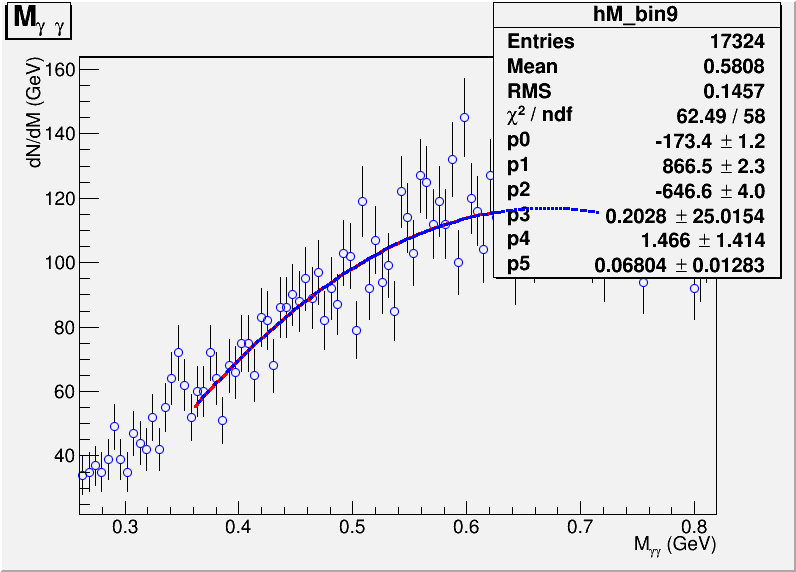 M γ γ
hM_bin9
Entries 17324
Mean 0.5808
RMS 0.1457
χ² / ndf 62.49 / 58
p0 -173.4 ± 1.2
p1 866.5 ± 2.3
p2 -646.6 ± 4.0
p3 0.2028 ± 25.0154
p4 1.466 ± 1.414
p5 0.06804 ± 0.01283
dN/dM (GeV)
160
140
120
100
80
60
40
0.3 0.4 0.5 0.6 0.7 0.8
Mγγ (GeV)